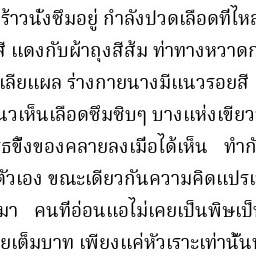 ร้าวนั่งซึมอยู่ กำลังปวดเลือดที่ไหล
สี แดงกับผ้าถุงสีส้ม ท่าทางหวาดก
เลียแผล ร่างกายนางมีแนวรอยสี
นวเห็นเลือดซึมซิบๆ บางแห่งเขียว
ธขึ้งของคลายลงเมื่อได้เห็น ทำก้
ตัวเอง ขณะเดียวกันความคิดแปรเ
มา คนที่อ่อนแอไม่เคยเป็นพิษเป็
ยเต็มบาท เพียงแค่หัวเราะเท่านั้น